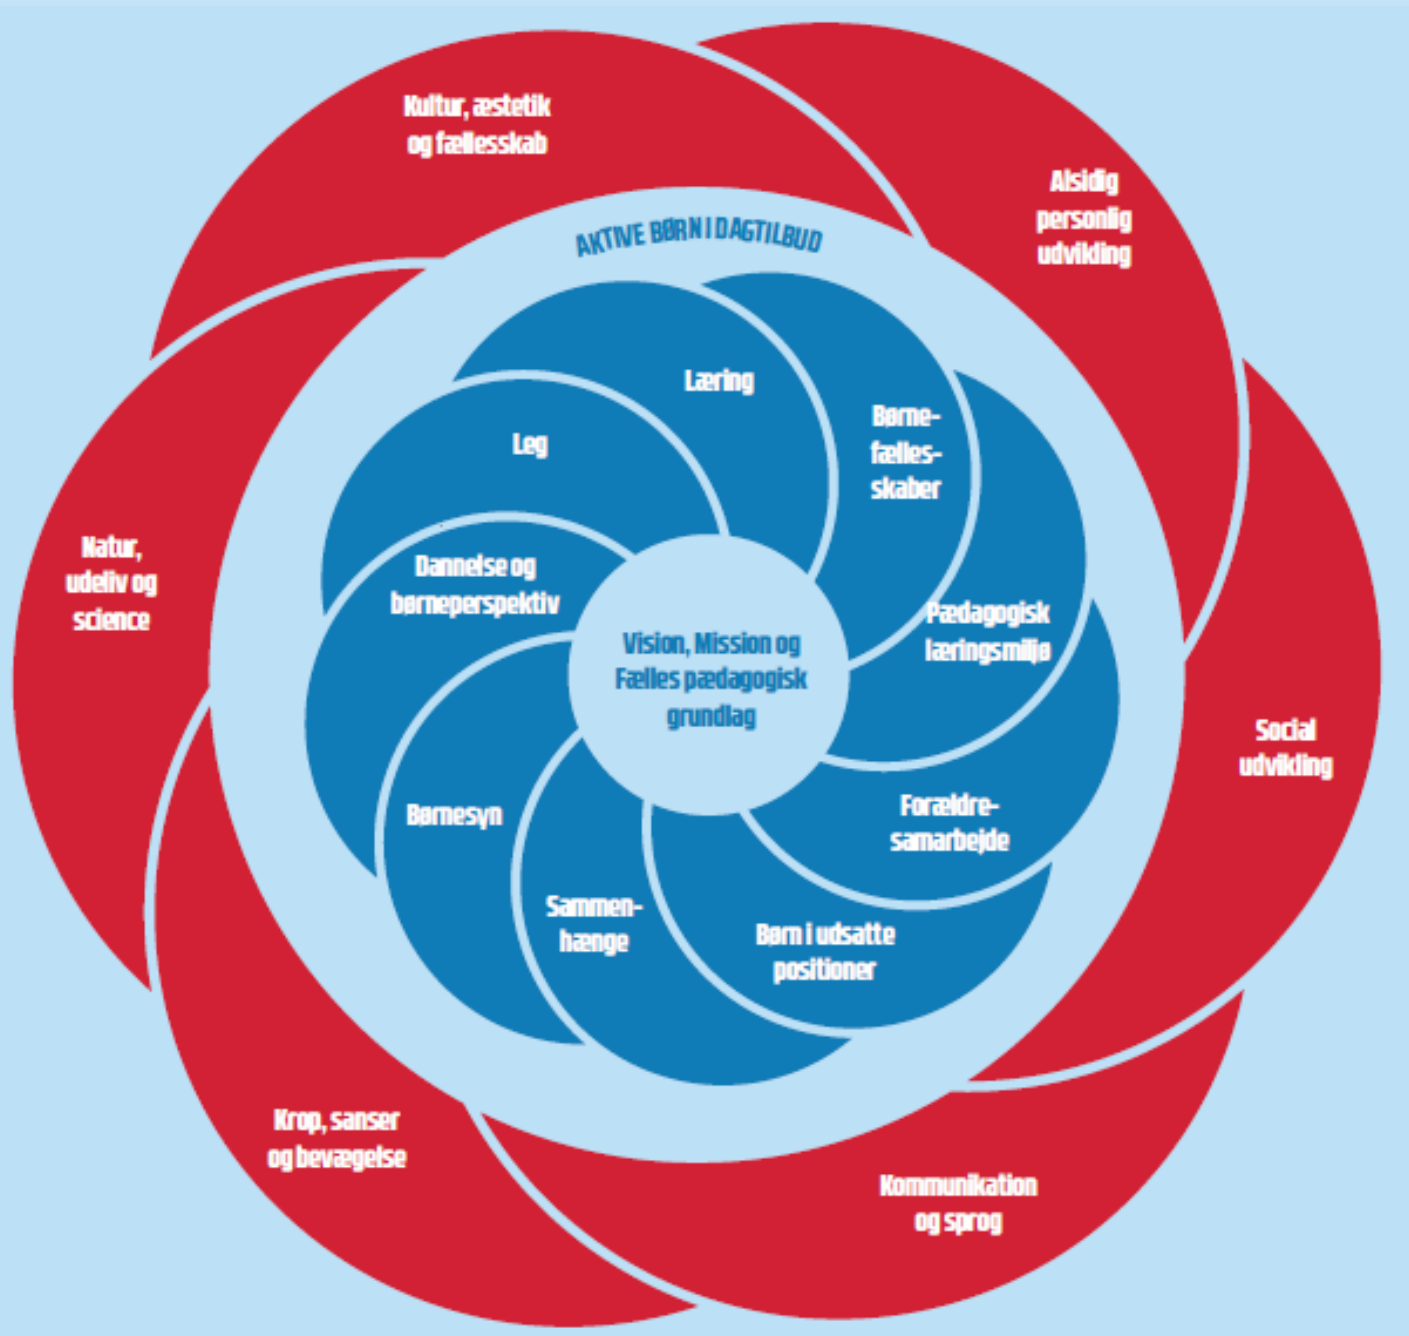 Kultur, æstetik
og fællesskab
Alsidig
personlig
udvikling
AKTIVE BØRN I DAGTILBUD
Læring
Børne-
fælles-
skaber
Leg
Natur,
udeliv og
science
Dannelse og
børneperspektiv
Pædagogisk
læringsmiljø
Vision, Mission og
Fælles pædagogisk
grundlag
Social
udvikling
Børnesyn
Forældre-
samarbejde
Sammen-
hænge
Børn i udsatte
positioner
Krop, sanser
og bevægelse
Kommunikation
og sprog